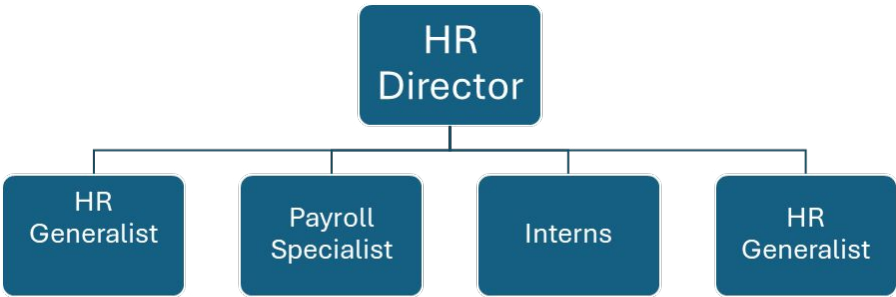 HR
Director
HR
Generalist
Payroll
Specialist
Interns
HR
Generalist